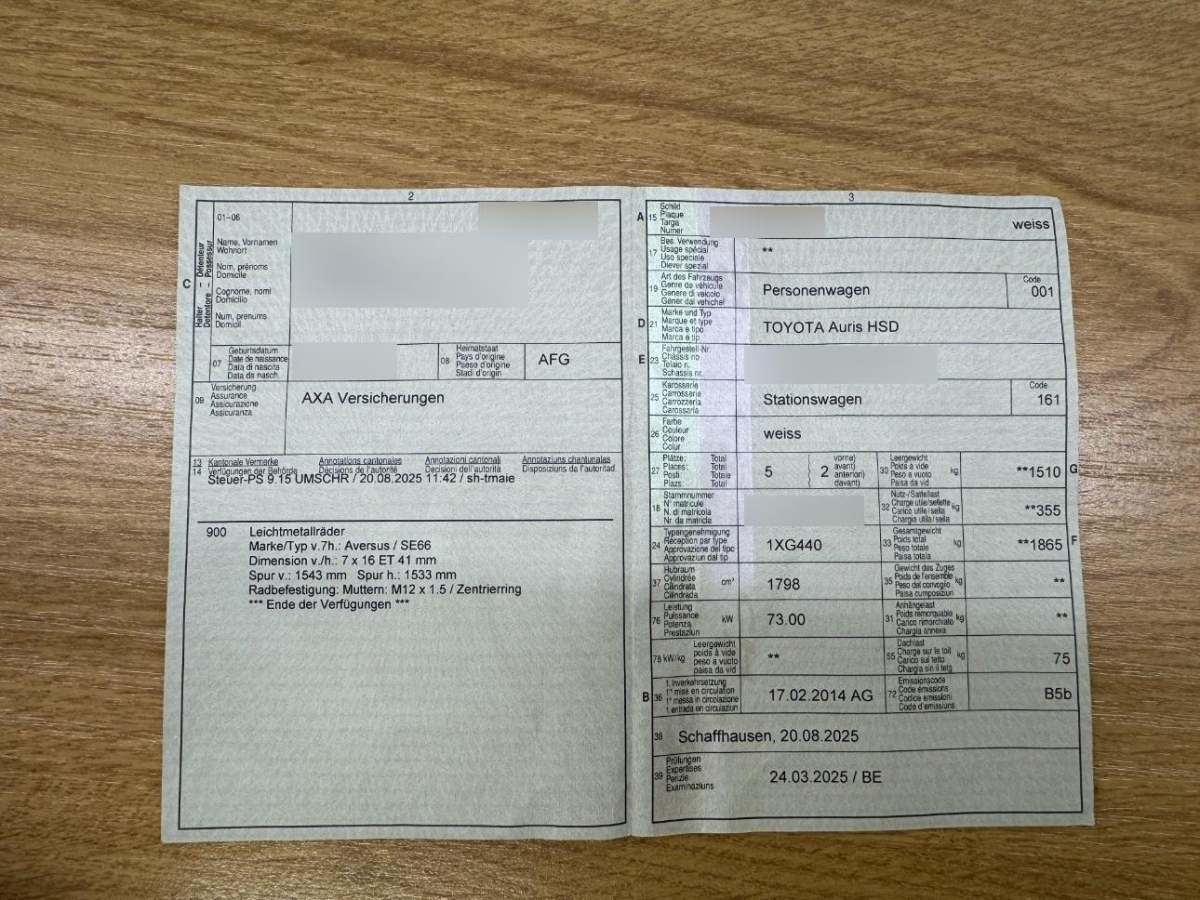 2
01-06
C
Halter – Détenteur
Detentore – Possessur
Name, Vornamen
Wohnort
Nom, prénoms
Domicile
Cognome, nomi
Domicilio
Num, prenums
Domicil
07
Geburtsdatum
Date de naissance
Data di nascita
Data da nasch.
08
Heimatstaat
Pays d'origine
Paese d'origine
Stadi d'origin
AFG
09
Versicherung
Assurance
Assicurazione
Assicuranza
AXA Versicherungen
13 Kantonale Vermerke Annotations cantonales Annotazioni cantonali Annotaziuns chantunales
14 Verfügungen der Behörde Décisions de l'autorité Decisioni dell'autorità Disposiziuns da l'autoritad
Steuer-PS 9.15 UMSCHR / 20.08.2025 11:42 / sh-tmaie
900 Leichtmetallräder
Marke/Typ v.7h.: Aversus / SE66
Dimension v./h.: 7 x 16 ET 41 mm
Spur v.: 1543 mm Spur h.: 1533 mm
Radbefestigung: Muttern: M12 x 1.5 / Zentrierring
*** Ende der Verfügungen ***
3
A 15
Schild
Plaque
Targa
Numer
weiss
17
Bes. Verwendung
Usage spécial
Uso speciale
Diever spezial
**
19
Art des Fahrzeugs
Genre de véhicule
Genere di veicolo
Gener dal vehichel
Personenwagen
Code
001
D 21
Marke und Typ
Marque et type
Marca e tipo
Marca e tip
TOYOTA Auris HSD
E 23
Fahrgestell-Nr.
Châssis no
Telaio n.
Schassis nr.
25
Karosserie
Carrosserie
Carrozzeria
Carossaria
Stationswagen
Code
161
26
Farbe
Couleur
Colore
Colur
weiss
27
Plätze: Total
Places: Total
Posti: Totale
Plazs: Total
5
( 2
vorne)
avant)
anteriori)
davant)
30
Leergewicht
Poids à vide
Peso a vuoto
Paisa da vid
kg
**1510 G
18
Stammnummer
N° matricule
N. di matricola
Nr da matricla
32
Nutz-/Sattellast
Charge utile/sellette
Carico utile/sella
Chargia utila/sella
kg
**355
24
Typengenehmigung
Réception par type
Approvazione del tipo
Approvaziun dal tip
1XG440
33
Gesamtgewicht
Poids total
Peso totale
Paisa totala
kg
**1865 F
37
Hubraum
Cylindrée
Cilindrata
Cilindrada
cm³
1798
35
Gewicht des Zuges
Poids de l'ensemble
Peso del convoglio
Paisa cumposiziun
kg
**
76
Leistung
Puissance
Potenza
Prestaziun
kW
73.00
31
Anhängelast
Poids remorquable
Carico rimorchiato
Chargia annexa
kg
**
78 kW/kg
Leergewicht
poids à vide
peso a vuoto
paisa da vid
**
55
Dachlast
Charge sur le toit
Carico sul tetto
Chargia sin il tetg
kg
75
B 36
1. Inverkehrsetzung
1re mise en circulation
1a messa in circolazione
1. entrada en circulaziun
17.02.2014 AG
72
Emissionscode
Code émissions
Codice emissioni
Code d'emissiuns
B5b
38
Schaffhausen, 20.08.2025
39
Prüfungen
Expertises
Perizie
Examinaziuns
24.03.2025 / BE